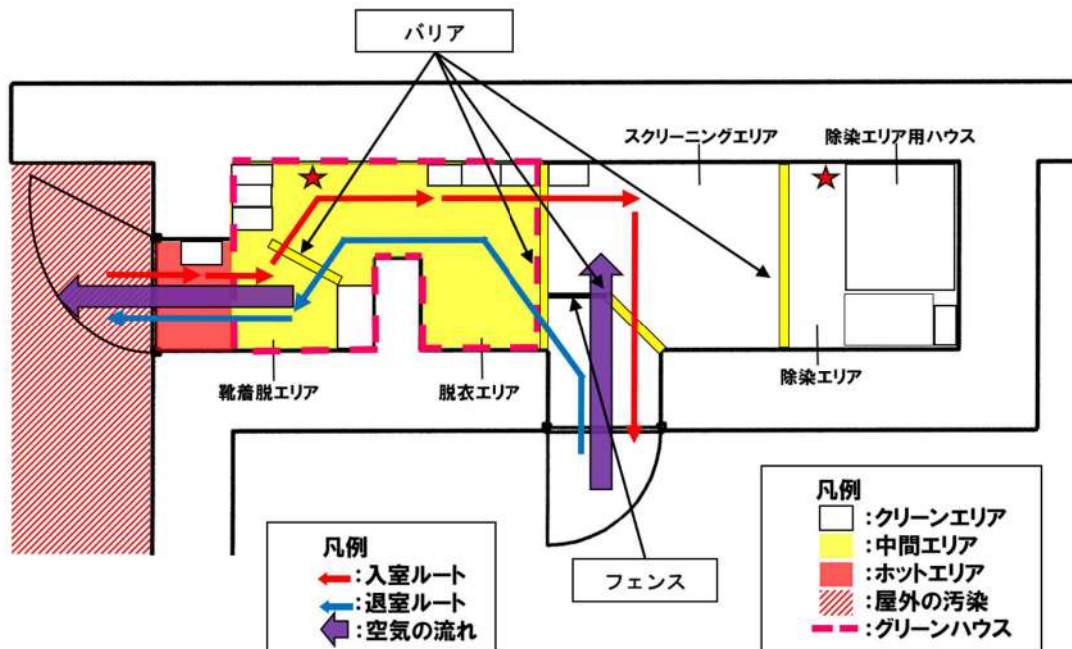 バリア
スクリーニングエリア
除染エリア用ハウス
靴着脱エリア
脱衣エリア
除染エリア
フェンス
凡例
:入室ルート
:退室ルート
:空気の流れ
凡例
:クリーンエリア
:中間エリア
:ホットエリア
:屋外の汚染
:グリーンハウス